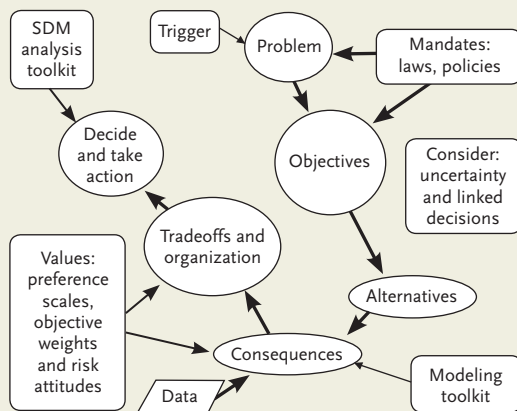 SDM
analysis
toolkit
Trigger
Problem
Mandates:
laws, policies
Decide
and take
action
Objectives
Consider:
uncertainty
and linked
decisions
Tradeoffs and
organization
Values:
preference
scales,
objective
weights
and risk
attitudes
Alternatives
Consequences
Data
Modeling
toolkit